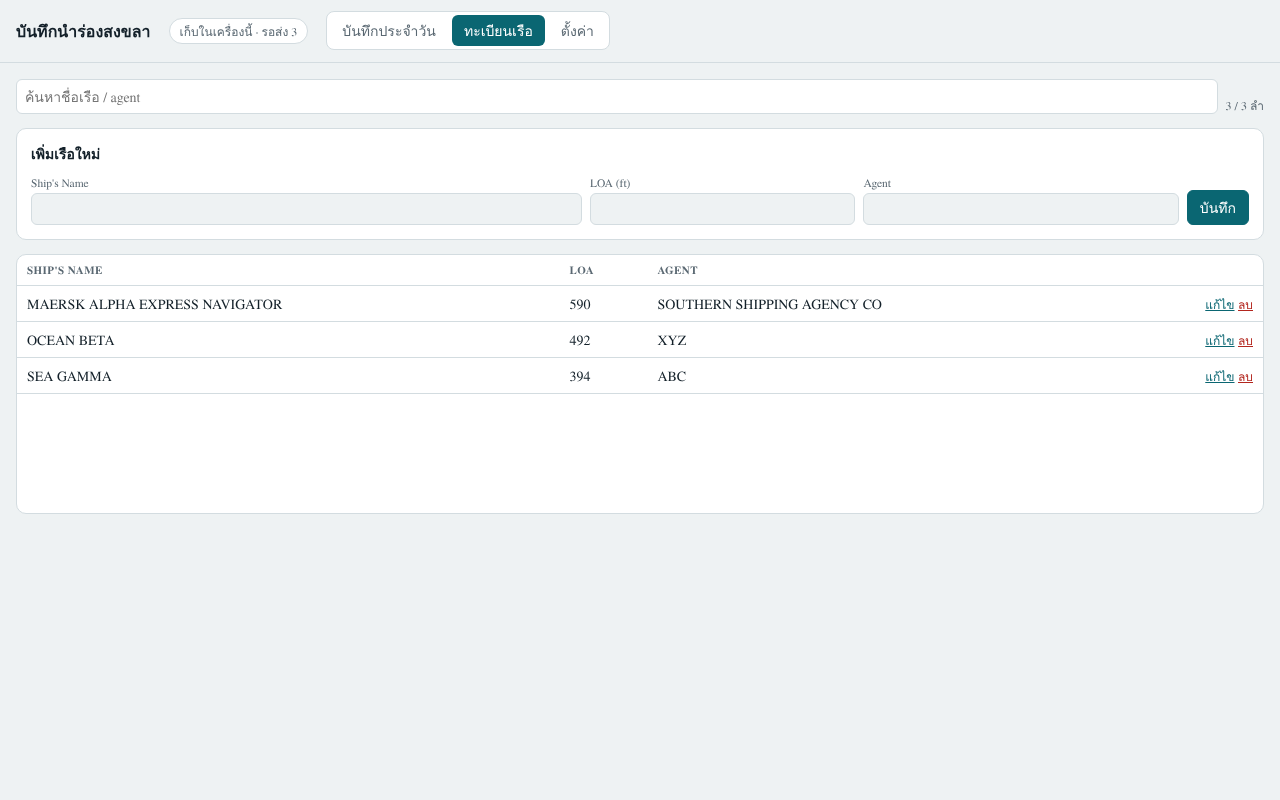 บันทึกนำร่องสงขลา
เก็บในเครื่องนี้ · รอส่ง 3
บันทึกประจำวัน ทะเบียนเรือ ตั้งค่า
ค้นหาชื่อเรือ / agent
3 / 3 ลำ
เพิ่มเรือใหม่
Ship's Name LOA (ft) Agent
บันทึก
SHIP'S NAME LOA AGENT
MAERSK ALPHA EXPRESS NAVIGATOR 590 SOUTHERN SHIPPING AGENCY CO แก้ไข ลบ
OCEAN BETA 492 XYZ แก้ไข ลบ
SEA GAMMA 394 ABC แก้ไข ลบ